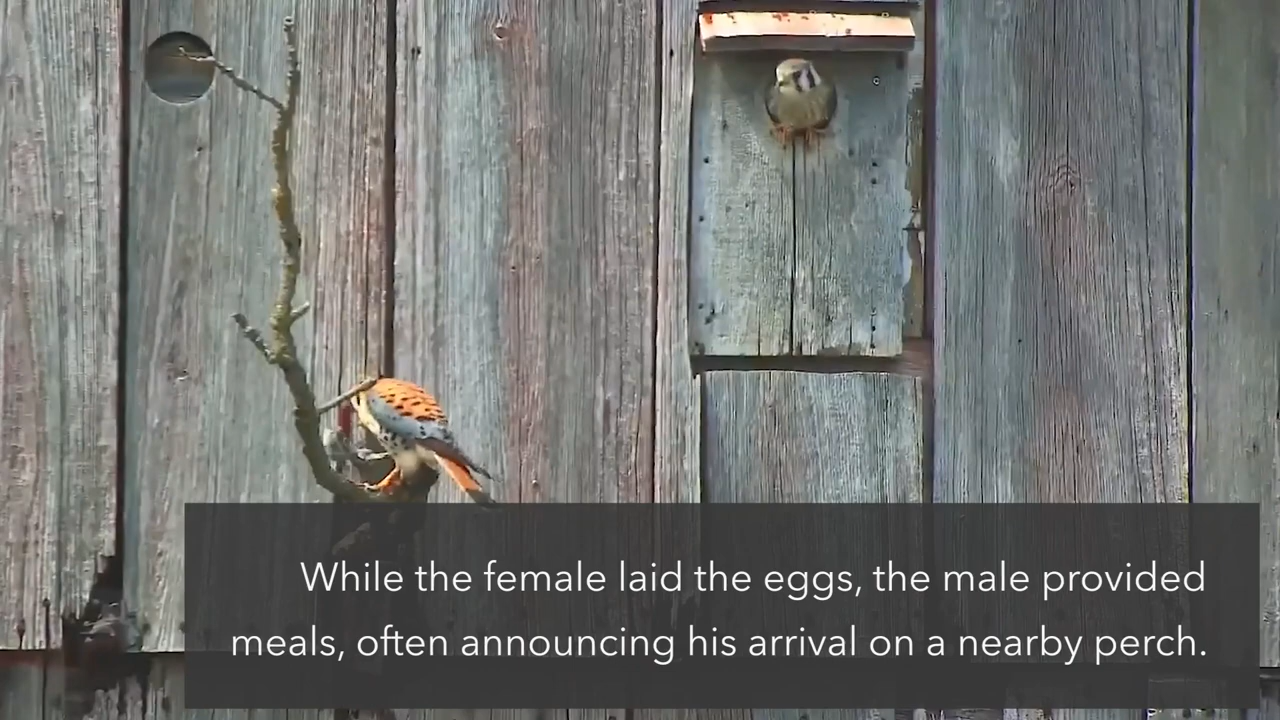 While the female laid the eggs, the male provided
meals, often announcing his arrival on a nearby perch.